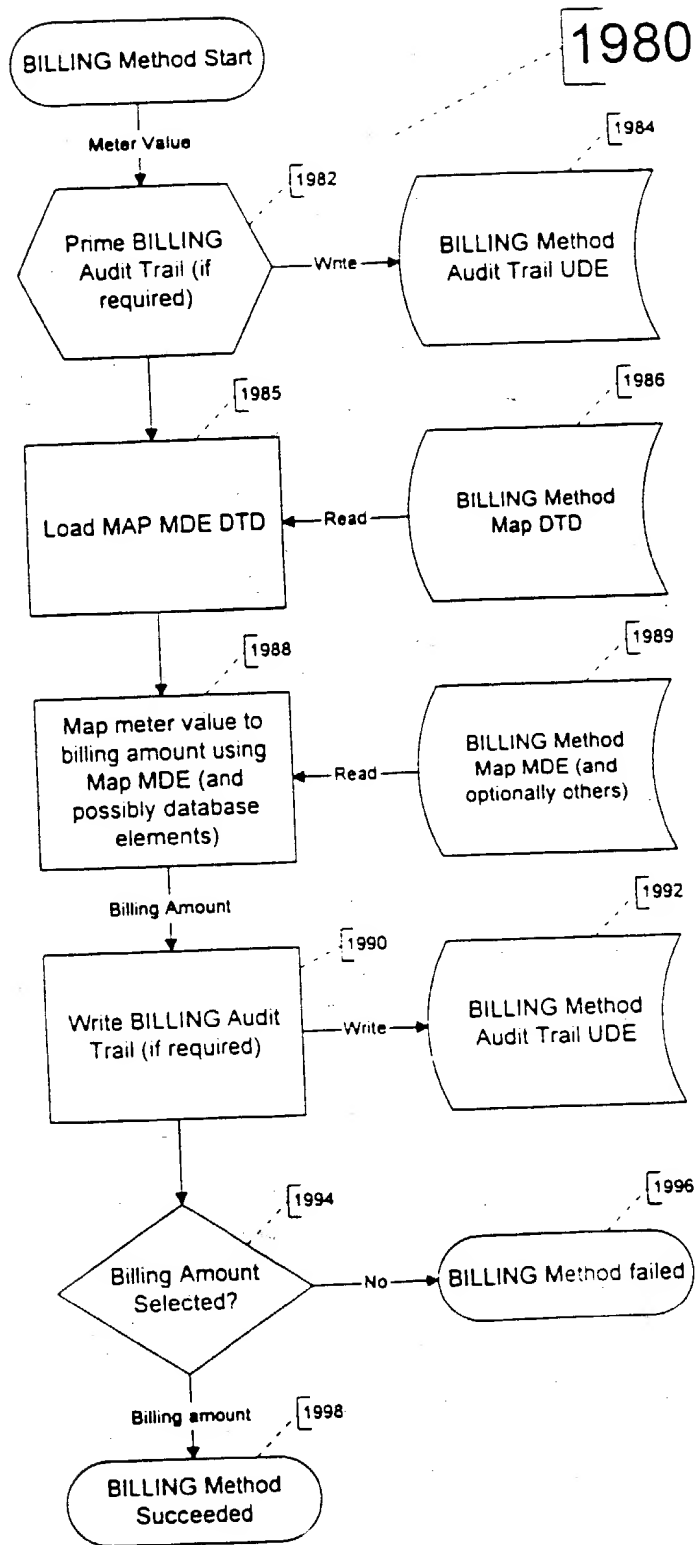 BILLING Method Start
1980
Meter Value
1982
1984
Prime BILLING
Audit Trail (if
required)
Write
BILLING Method
Audit Trail UDE
1985
1986
Load MAP MDE DTD
Read
BILLING Method
Map DTD
1988
1989
Map meter value to
billing amount using
Map MDE (and
possibly database
elements)
Read
BILLING Method
Map MDE (and
optionally others)
Billing Amount
1990
1992
Write BILLING Audit
Trail (if required)
Write
BILLING Method
Audit Trail UDE
1994
1996
Billing Amount
Selected?
No
BILLING Method failed
Billing amount
1998
BILLING Method
Succeeded